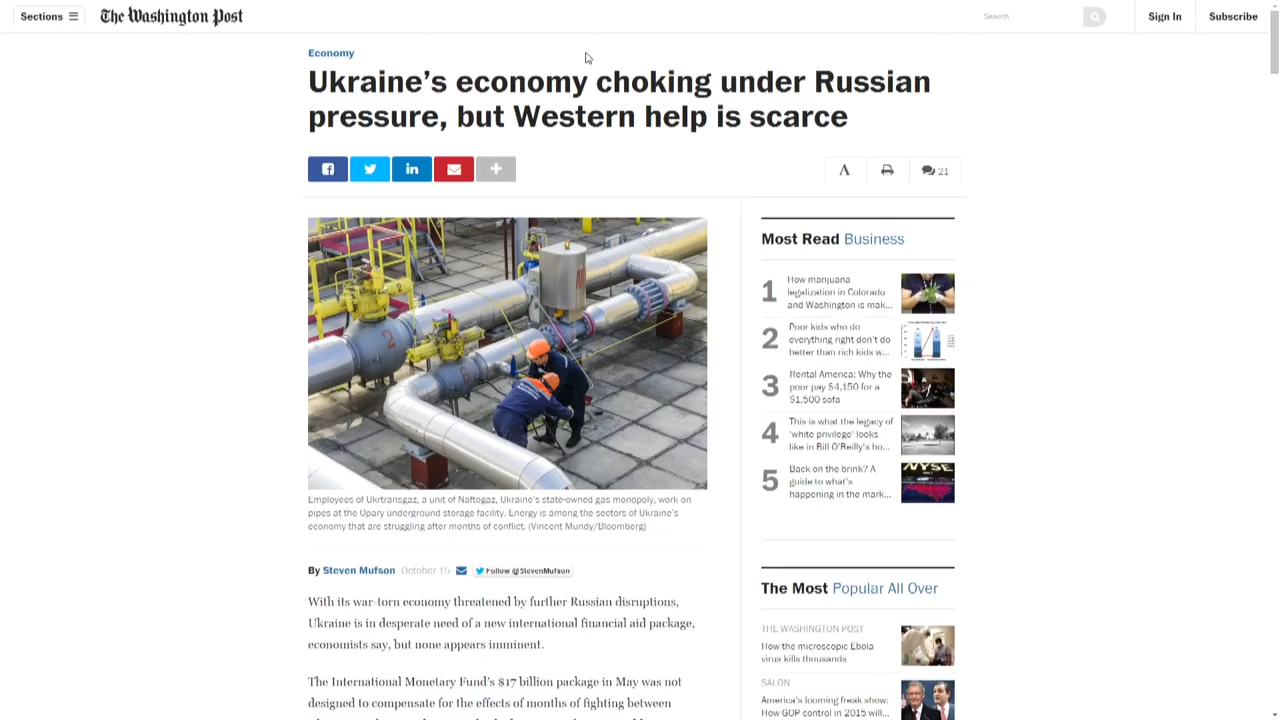 Sections
The Washington Post
Search
Sign In
Subscribe
Economy
Ukraine’s economy choking under Russian
pressure, but Western help is scarce
21
Employees of Ukrtransgaz, a unit of Naftogaz, Ukraine's state-owned gas monopoly, work on
pipes at the Opary underground storage facility. Energy is among the sectors of Ukraine's
economy that are struggling after months of conflict. (Vincent Mundy/Bloomberg)
By Steven Mufson October 15
Follow @StevenMufson
With its war-torn economy threatened by further Russian disruptions,
Ukraine is in desperate need of a new international financial aid package,
economists say, but none appears imminent.
The International Monetary Fund’s $17 billion package in May was not
designed to compensate for the effects of months of fighting between
Most Read Business
1 How marijuana
legalization in Colorado
and Washington is mak...
2 Poor kids who do
everything right don't do
better than rich kids w...
3 Rental America: Why the
poor pay $4,150 for a
$1,500 sofa
4 This is what the legacy of
'white privilege' looks
like in Bill O'Reilly's ho...
5 Back on the brink? A
guide to what's
happening in the mark...
NYSE
The Most Popular All Over
THE WASHINGTON POST
How the microscopic Ebola
virus kills thousands
SALON
America's looming freak show:
How GOP control in 2015 will...